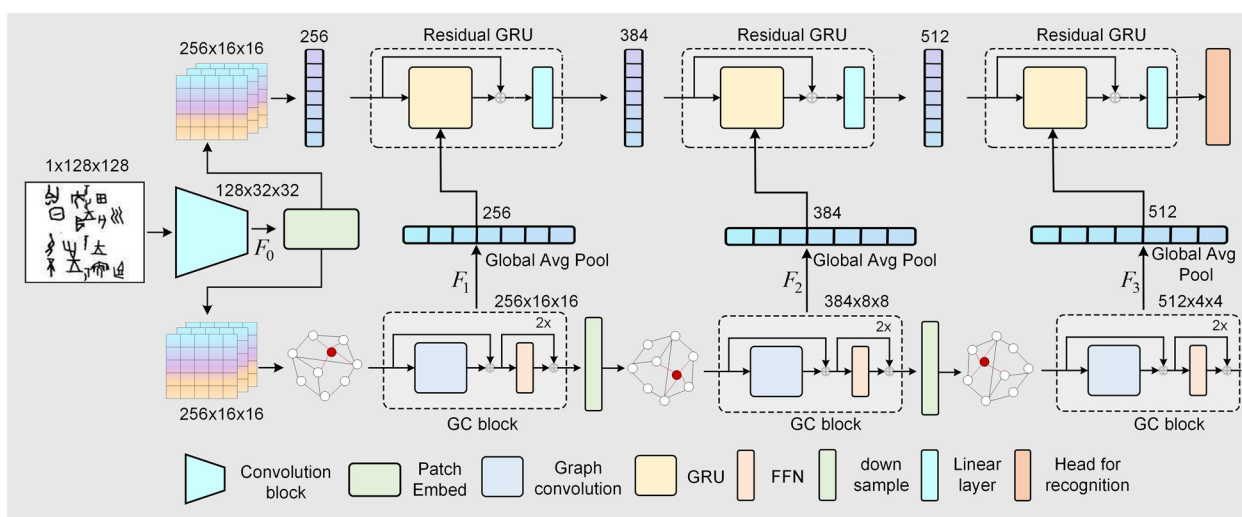 256x16x16
256
Residual GRU
384
Residual GRU
512
Residual GRU
1x128x128
128x32x32
F0
256
Global Avg Pool
384
Global Avg Pool
512
Global Avg
Pool
F1
F2
F3
256x16x16
2x
384x8x8
2x
512x4x4
2x
256x16x16
GC block
GC block
GC block
Convolution
block
Patch
Embed
Graph
convolution
GRU
FFN
down
sample
Linear
layer
Head for
recognition